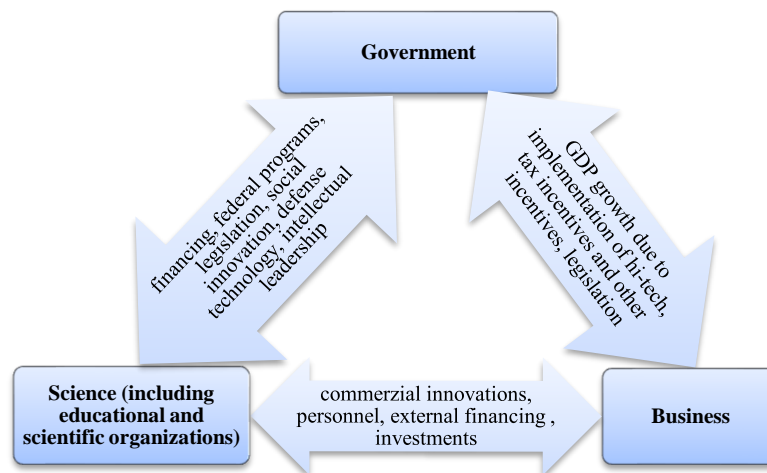 Government
financing, federal programs,
legislation, social
innovation, defense
technology, intellectual
leadership
GDP growth due to
implementation of hi-tech,
tax incentives and other
incentives, legislation
Science (including
educational and
scientific organizations)
commerzial innovations,
personnel, external financing ,
investments
Business